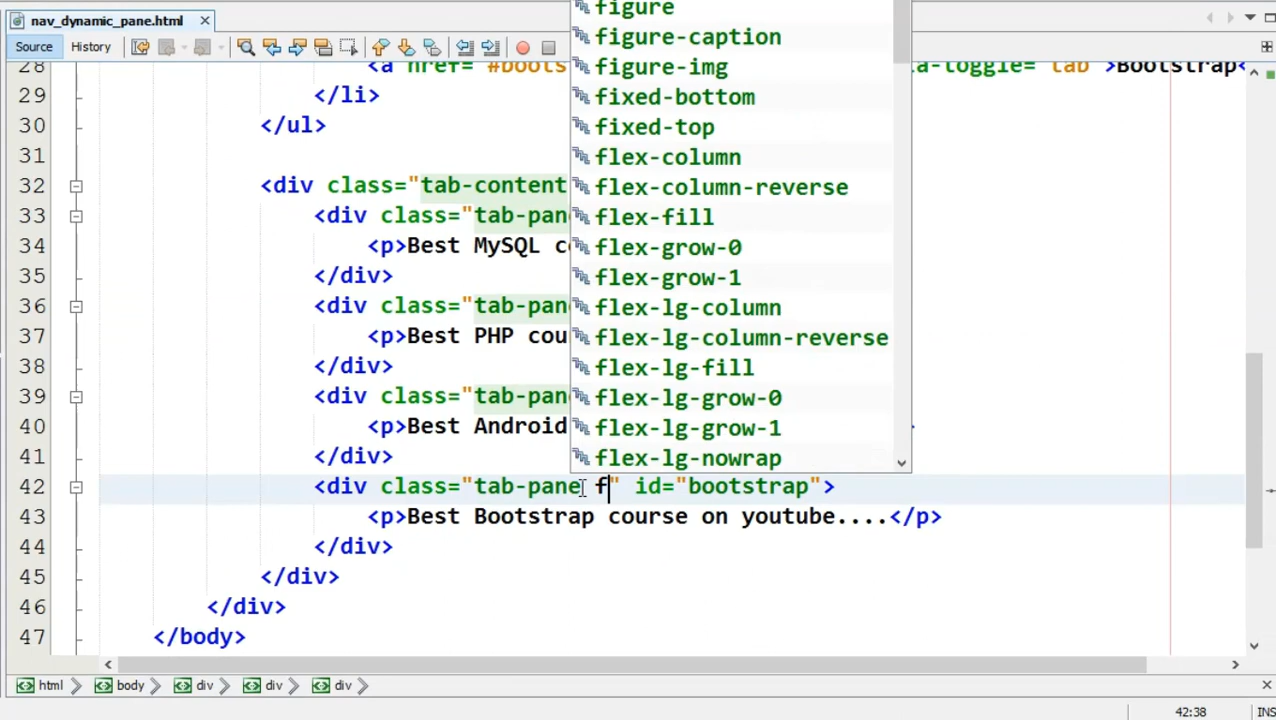 nav_dynamic_pane.html
Source History
28 <a href="#boots ta-toggle="tab">Bootstrap<
29 </li>
30 </ul>
31
32 <div class="tab-content
33 <div class="tab-pan
34 <p>Best MySQL c
35 </div>
36 <div class="tab-pan
37 <p>Best PHP cou
38 </div>
39 <div class="tab-pan
40 <p>Best Android
41 </div>
42 <div class="tab-pane f" id="bootstrap">
43 <p>Best Bootstrap course on youtube....</p>
44 </div>
45 </div>
46 </div>
47 </body>
figure
figure-caption
figure-img
fixed-bottom
fixed-top
flex-column
flex-column-reverse
flex-fill
flex-grow-0
flex-grow-1
flex-lg-column
flex-lg-column-reverse
flex-lg-fill
flex-lg-grow-0
flex-lg-grow-1
flex-lg-nowrap
html body div div div
42:38 INS